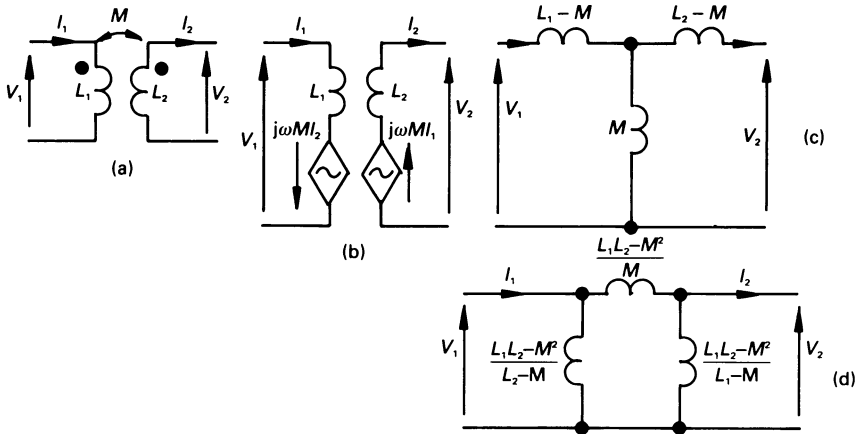 I₁ M I₂
V₁ L₁ L₂ V₂
(a)
I₁ I₂
L₁ L₂
V₁ jωMI₂ jωMI₁ V₂
(b)
L₁ – M L₂ – M
V₁ M V₂
(c)
L₁L₂–M²
M
I₁ I₂
V₁ V₂
L₁L₂–M²
L₂–M
L₁L₂–M²
L₁–M
(d)